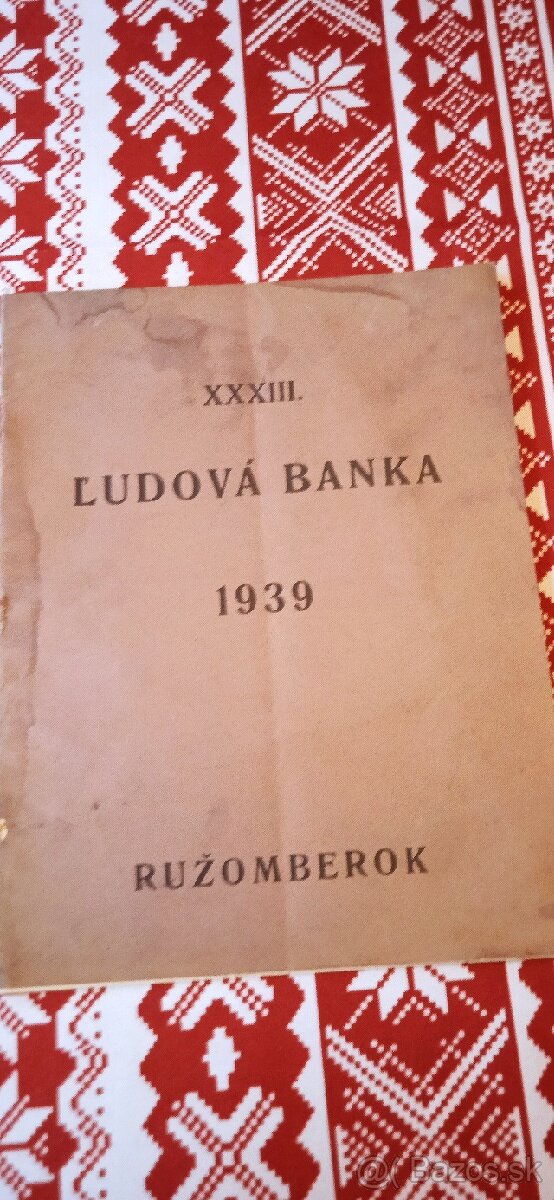 XXXIII.
ĽUDOVÁ BANKA
1939
RUŽOMBEROK
Bazos.sk